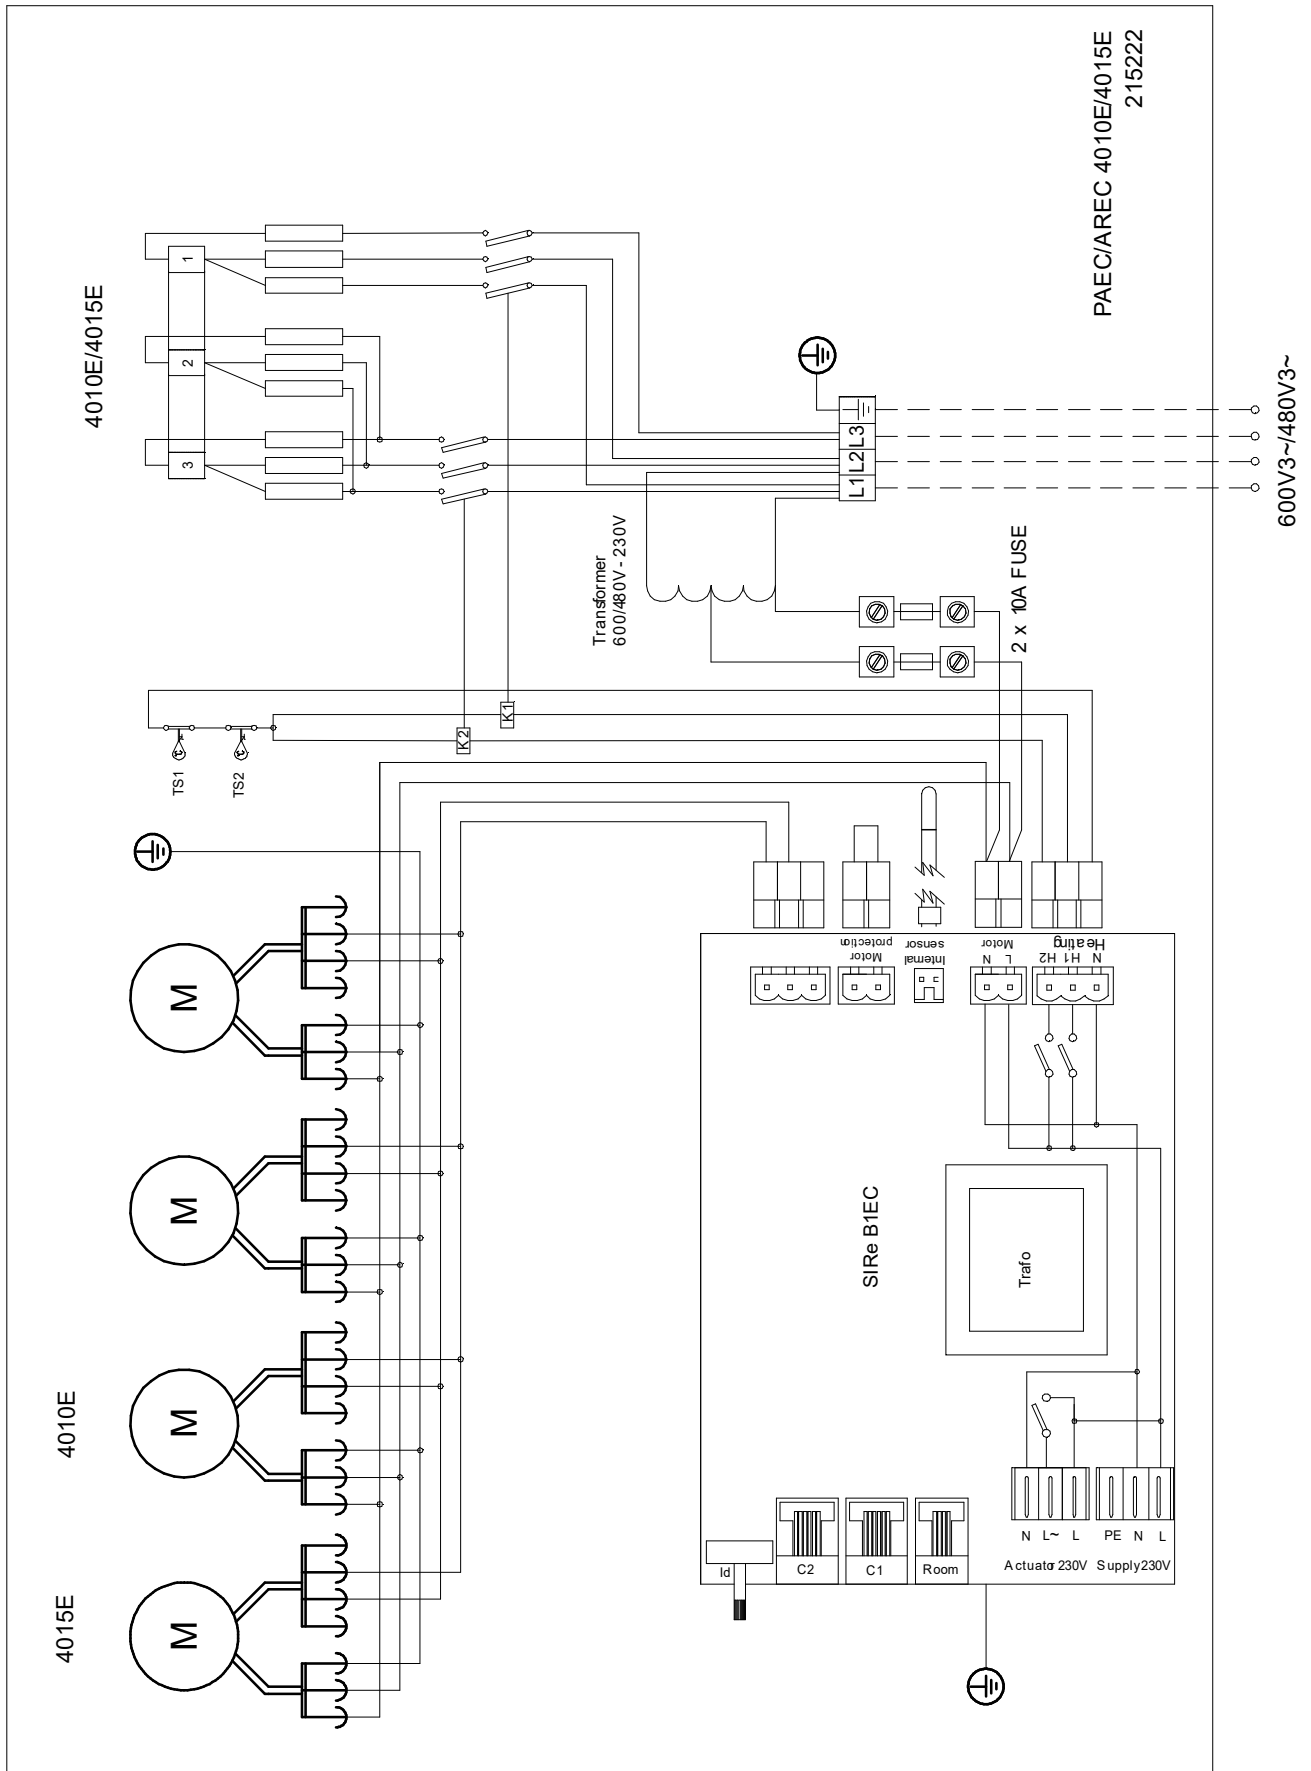 PAEC/AREC 4010E/4015E
215222
4010E/4015E
1
2
3
600V3~/480V3~
L1
L2
L3
Transformer
600/480V - 230V
2 x 10A FUSE
K1
K2
TS1
TS2
M
M
M
M
4010E
4015E
Motor
protection
Internal
sensor
N
L
Motor
H2
H1
N
Heating
SIRe B1EC
Trafo
Id
C2
C1
Room
N
L~
L
PE
N
L
Actuator 230V
Supply230V